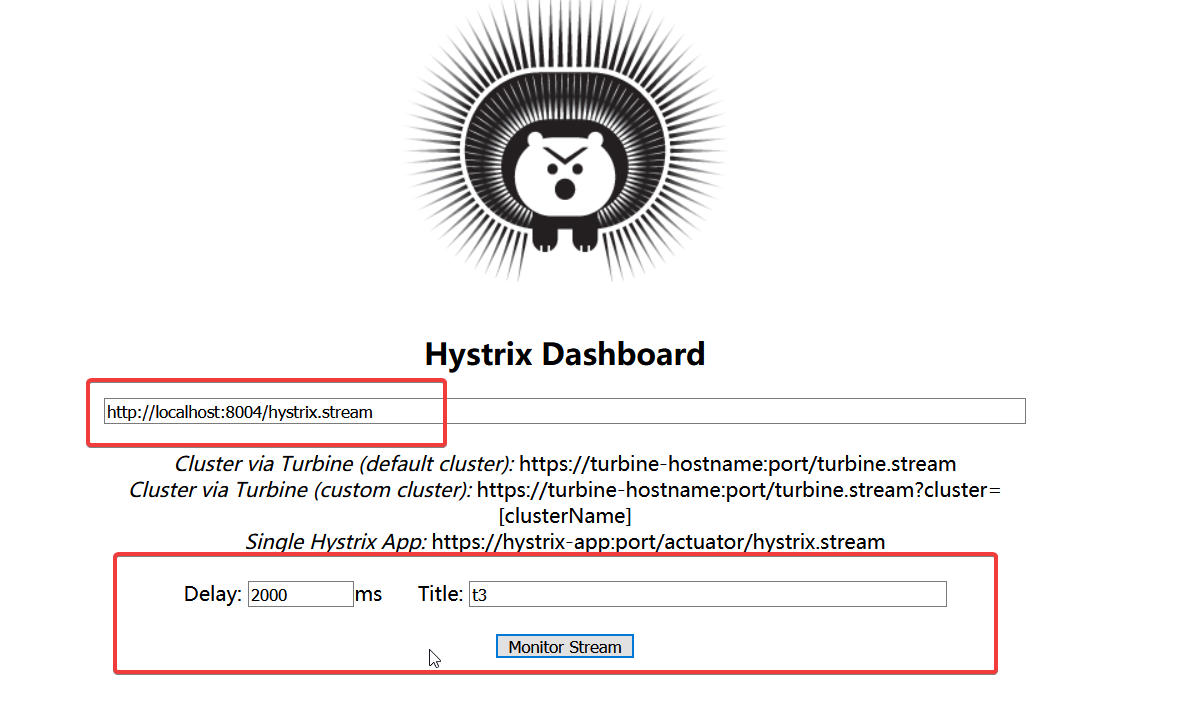 Hystrix Dashboard
http://localhost:8004/hystrix.stream
Cluster via Turbine (default cluster): https://turbine-hostname:port/turbine.stream
Cluster via Turbine (custom cluster): https://turbine-hostname:port/turbine.stream?cluster=
[clusterName]
Single Hystrix App: https://hystrix-app:port/actuator/hystrix.stream
Delay: 2000 ms Title: t3
Monitor Stream